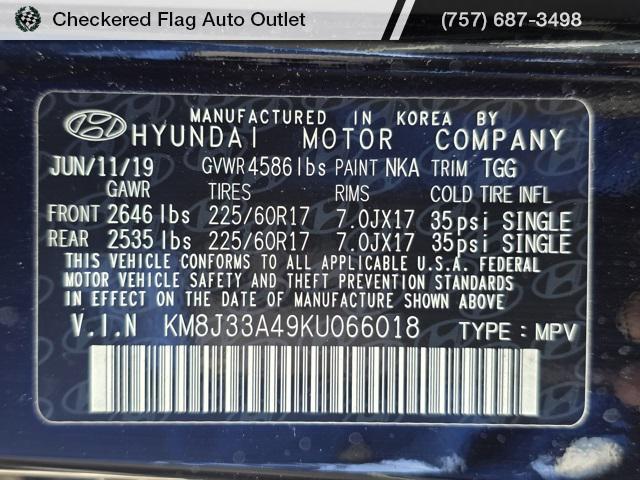 Checkered Flag Auto Outlet (757) 687-3498
MANUFACTURED IN KOREA BY
HYUNDAI MOTOR COMPANY
JUN/11/19 GVWR 4586 lbs PAINT NKA TRIM TGG
GAWR TIRES RIMS COLD TIRE INFL
FRONT 2646 lbs 225/60R17 7.0JX17 35psi SINGLE
REAR 2535 lbs 225/60R17 7.0JX17 35psi SINGLE
THIS VEHICLE CONFORMS TO ALL APPLICABLE U.S.A. FEDERAL
MOTOR VEHICLE SAFETY AND THEFT PREVENTION STANDARDS
IN EFFECT ON THE DATE OF MANUFACTURE SHOWN ABOVE
V.I.N KM8J33A49KU066018 TYPE : MPV